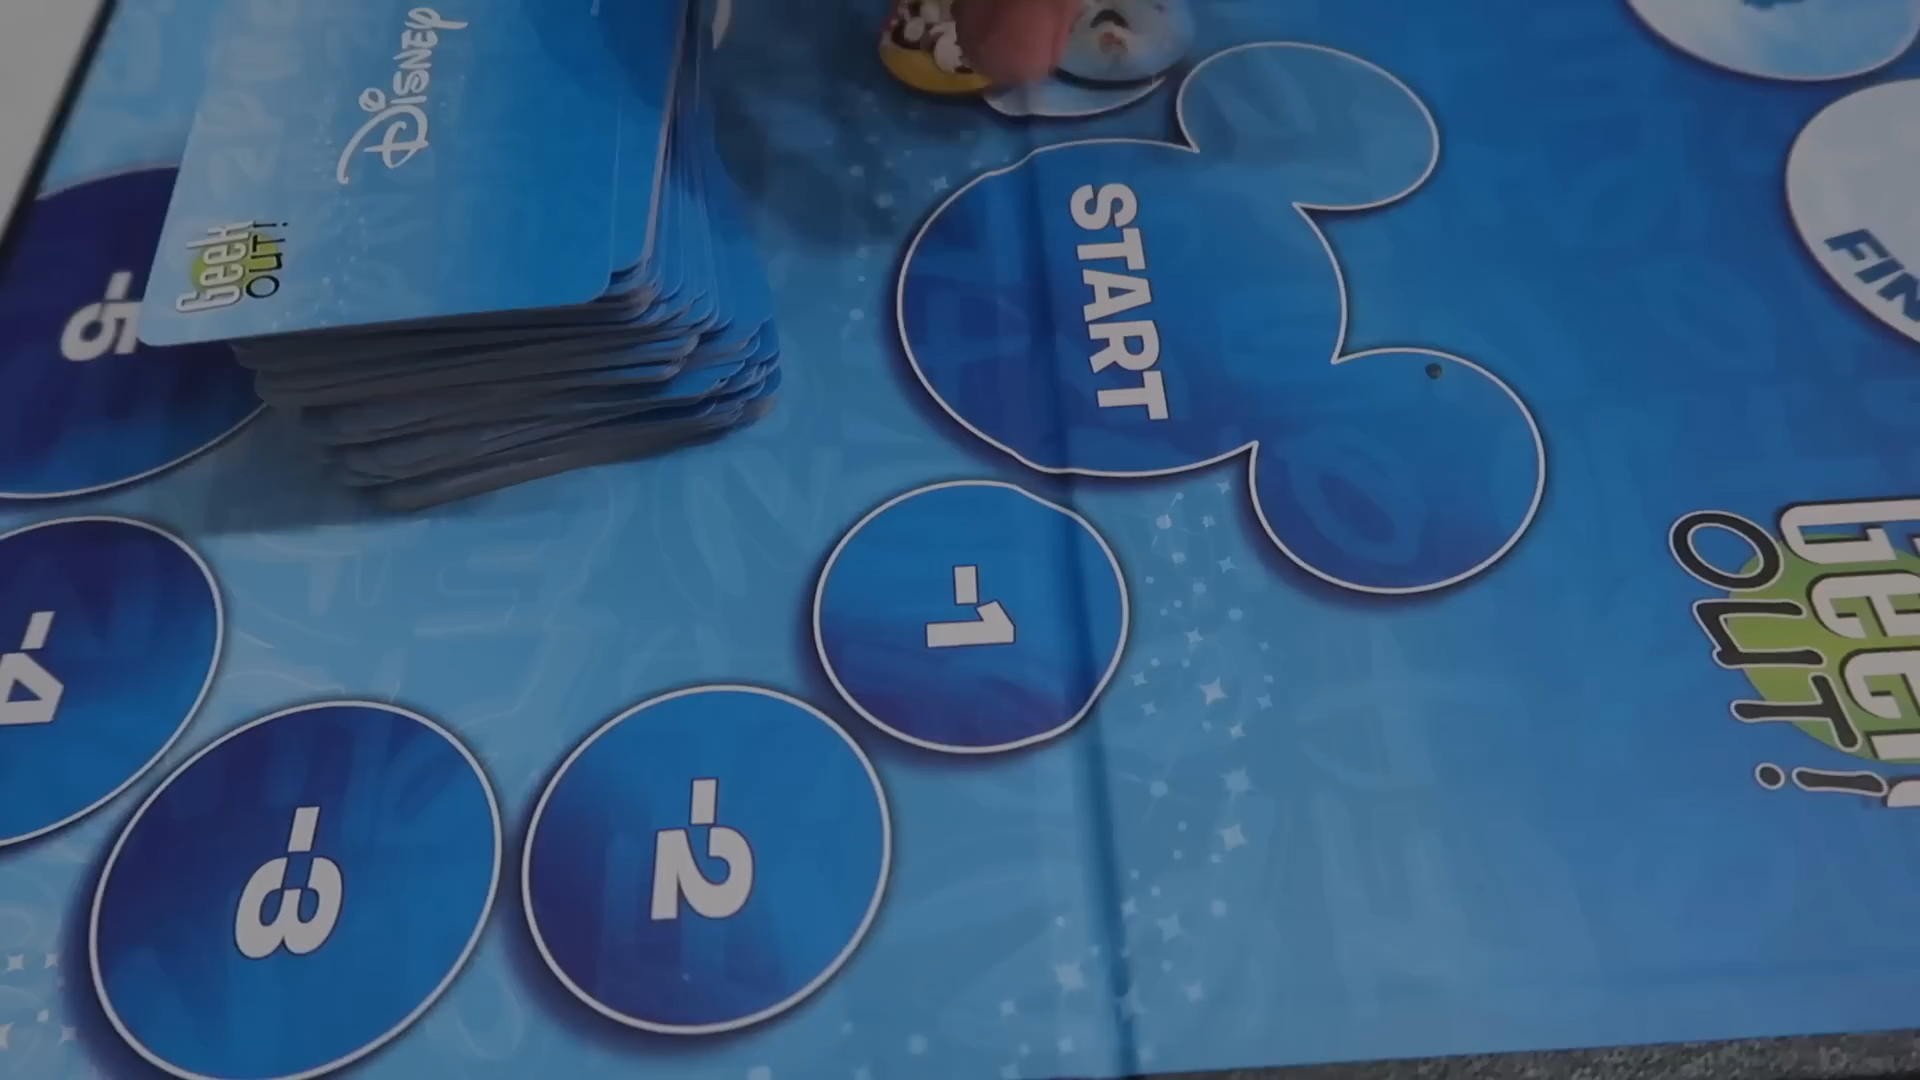 Disney
Geek
OUT!
START
FIN
-5
-1
-4
-2
-3
Geek
OUT!